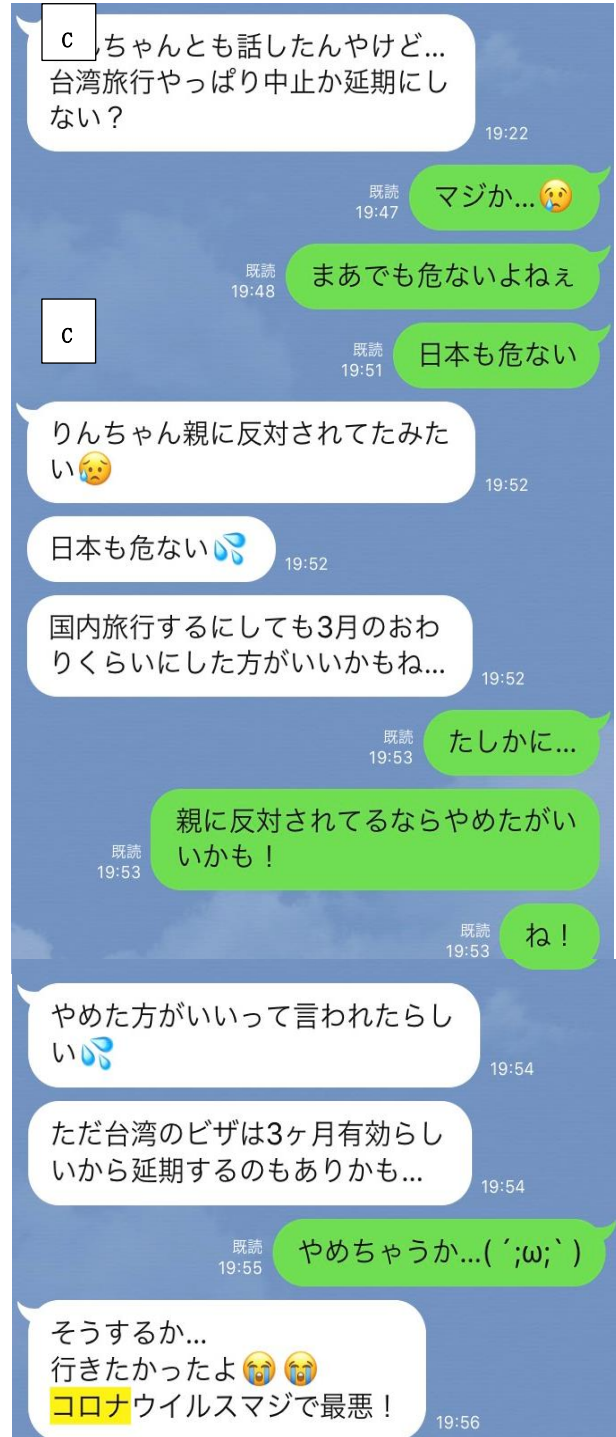 C
んちゃんとも話したんやけど...
台湾旅行やっぱり中止か延期にし
ない？
19:22
既読
19:47
マジか...😢
既読
19:48
まあでも危ないよねぇ
C
既読
19:51
日本も危ない
りんちゃん親に反対されてたみた
い😥
19:52
日本も危ない💦
19:52
国内旅行するにしても3月のおわ
りくらいにした方がいいかもね...
19:52
既読
19:53
たしかに...
親に反対されてるならやめたがい
いかも！
既読
19:53
既読
19:53
ね！
やめた方がいいって言われたらし
い💦
19:54
ただ台湾のビザは3ヶ月有効らし
いから延期するのもありかも...
19:54
既読
19:55
やめちゃうか...( ´;ω;` )
そうするか...
行きたかったよ😭😭
コロナウイルスマジで最悪！
19:56